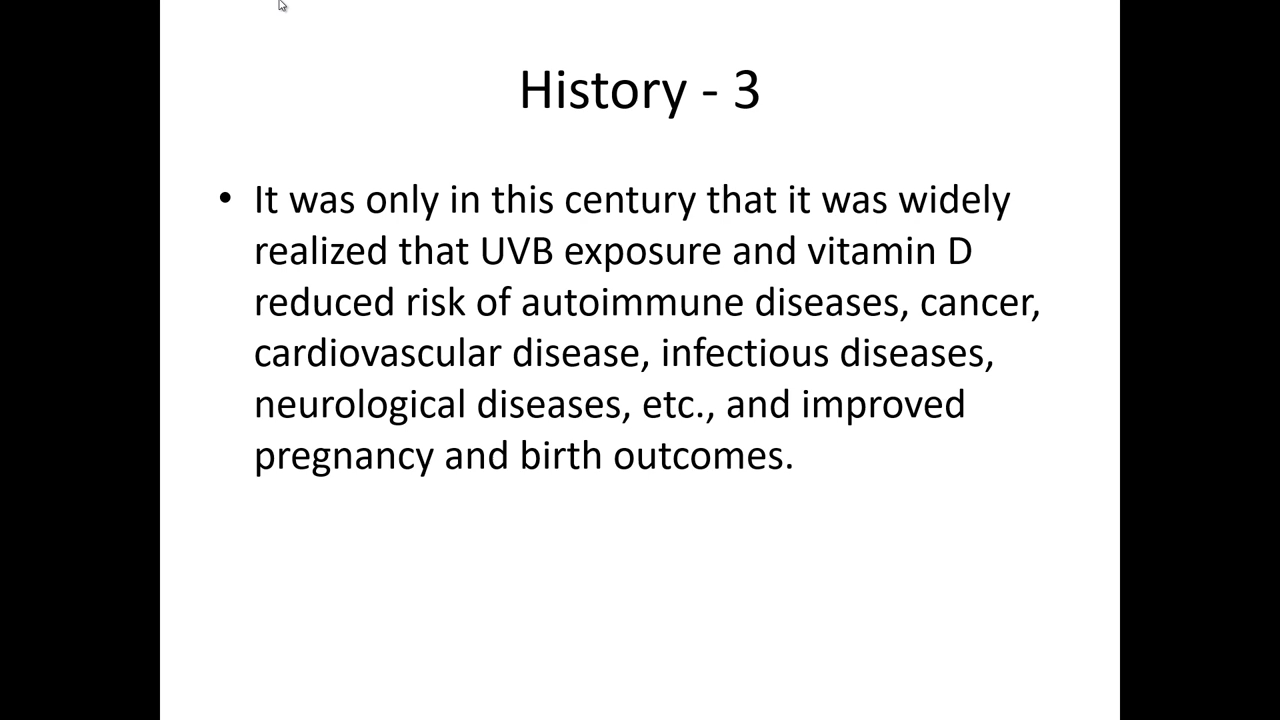 History - 3
• It was only in this century that it was widely
realized that UVB exposure and vitamin D
reduced risk of autoimmune diseases, cancer,
cardiovascular disease, infectious diseases,
neurological diseases, etc., and improved
pregnancy and birth outcomes.